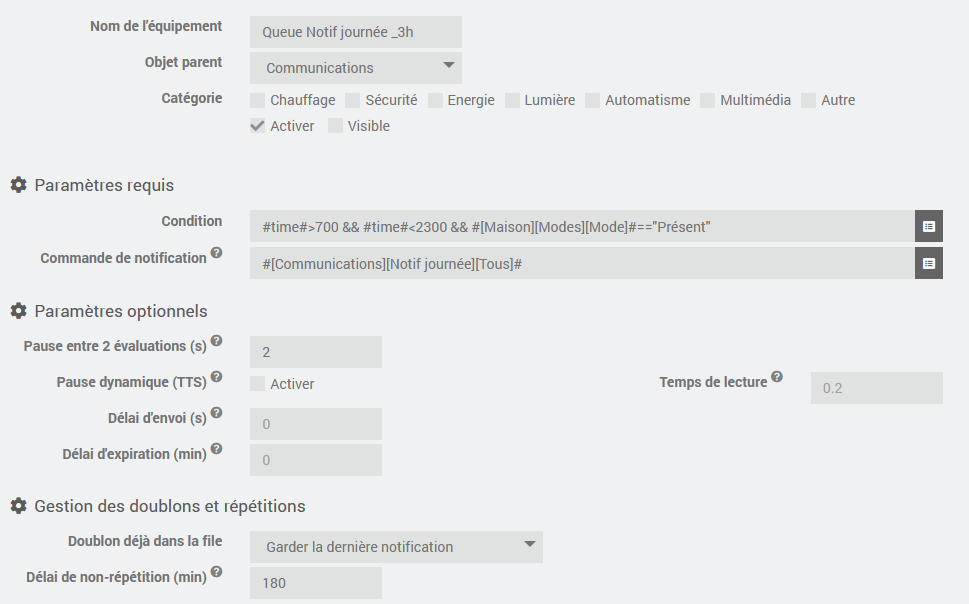 Nom de l'équipement Queue Notif journée _3h
Objet parent Communications
Catégorie Chauffage Sécurité Energie Lumière Automatisme Multimédia Autre
Activer Visible
Paramètres requis
Condition #time#>700 && #time#<2300 && #[Maison][Modes][Mode]#=="Présent"
Commande de notification ? #[Communications][Notif journée][Tous]#
Paramètres optionnels
Pause entre 2 évaluations (s) ? 2
Pause dynamique (TTS) ? Activer Temps de lecture ? 0.2
Délai d'envoi (s) ? 0
Délai d'expiration (min) ? 0
Gestion des doublons et répétitions
Doublon déjà dans la file Garder la dernière notification
Délai de non-répétition (min) ? 180